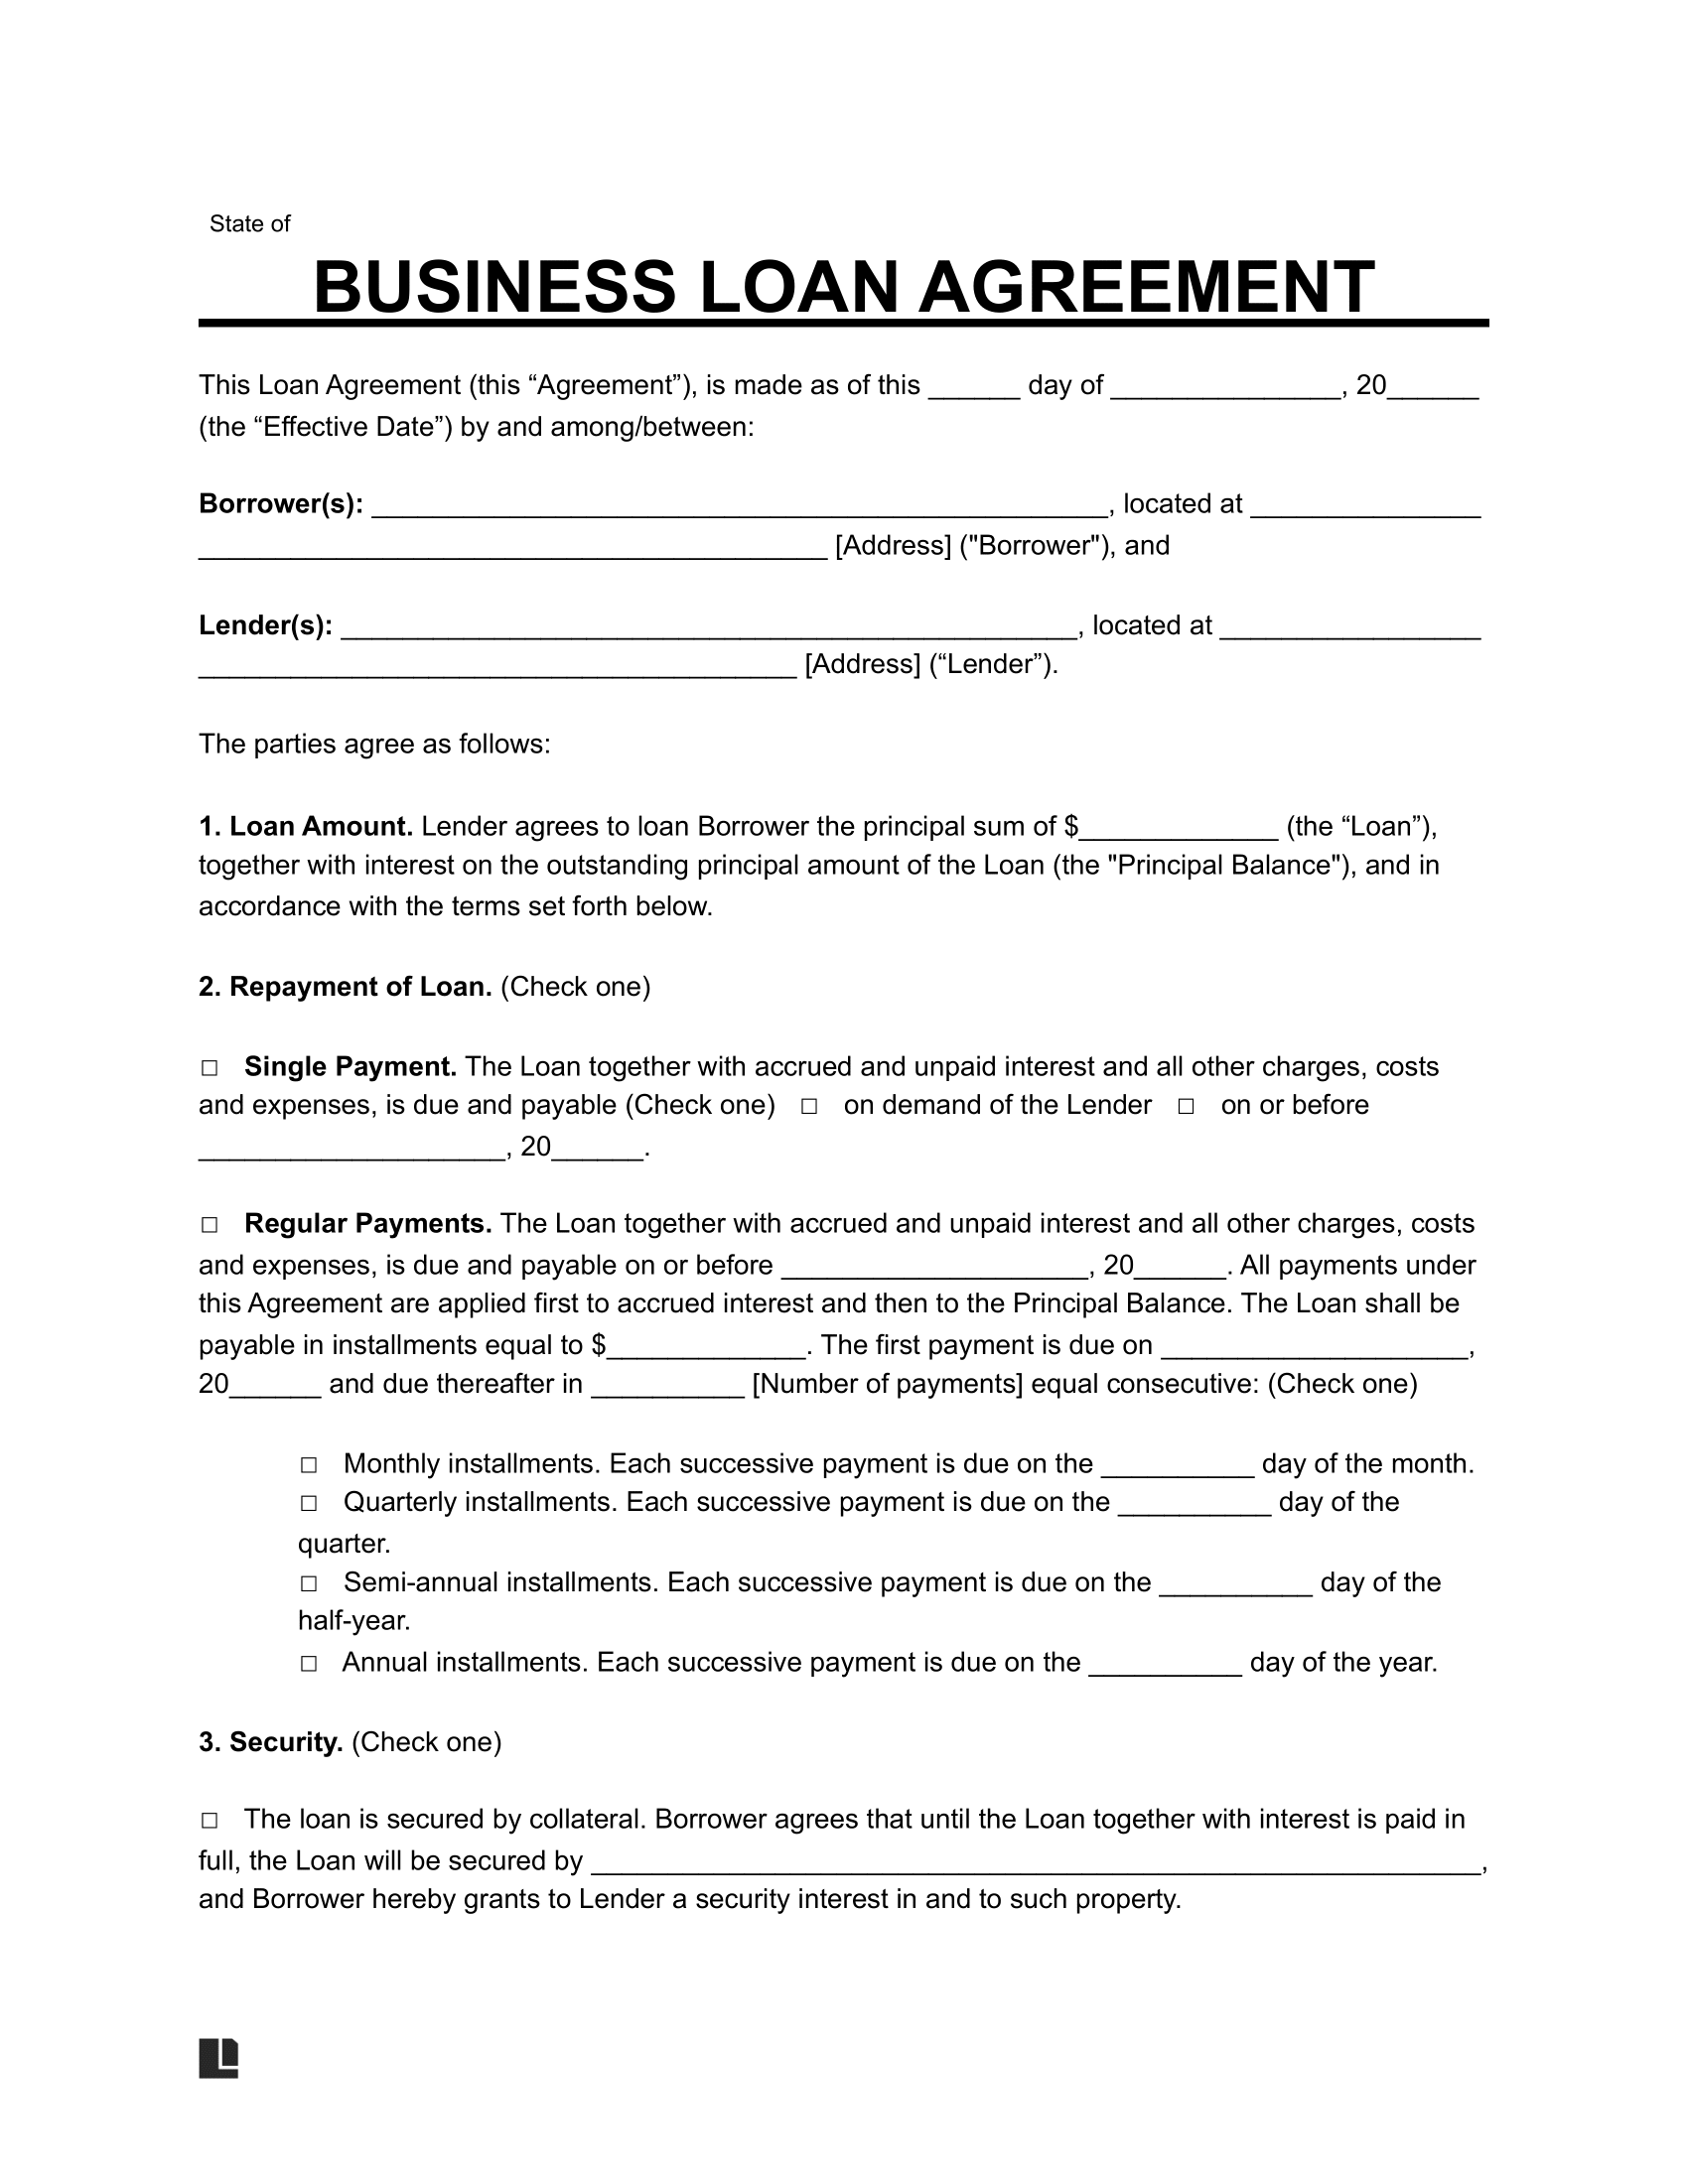 State of
BUSINESS LOAN AGREEMENT
This Loan Agreement (this “Agreement”), is made as of this ______ day of _______________, 20______
(the “Effective Date”) by and among/between:
Borrower(s): ________________________________________________, located at _______________
_________________________________________ [Address] ("Borrower"), and
Lender(s): ________________________________________________, located at _________________
_______________________________________ [Address] (“Lender”).
The parties agree as follows:
1. Loan Amount. Lender agrees to loan Borrower the principal sum of $_____________ (the “Loan”),
together with interest on the outstanding principal amount of the Loan (the "Principal Balance"), and in
accordance with the terms set forth below.
2. Repayment of Loan. (Check one)
☐ Single Payment. The Loan together with accrued and unpaid interest and all other charges, costs
and expenses, is due and payable (Check one) ☐ on demand of the Lender ☐ on or before
____________________, 20______.
☐ Regular Payments. The Loan together with accrued and unpaid interest and all other charges, costs
and expenses, is due and payable on or before ____________________, 20______. All payments under
this Agreement are applied first to accrued interest and then to the Principal Balance. The Loan shall be
payable in installments equal to $_____________. The first payment is due on ____________________,
20______ and due thereafter in __________ [Number of payments] equal consecutive: (Check one)
☐ Monthly installments. Each successive payment is due on the __________ day of the month.
☐ Quarterly installments. Each successive payment is due on the __________ day of the
quarter.
☐ Semi-annual installments. Each successive payment is due on the __________ day of the
half-year.
☐ Annual installments. Each successive payment is due on the __________ day of the year.
3. Security. (Check one)
☐ The loan is secured by collateral. Borrower agrees that until the Loan together with interest is paid in
full, the Loan will be secured by __________________________________________________________,
and Borrower hereby grants to Lender a security interest in and to such property.